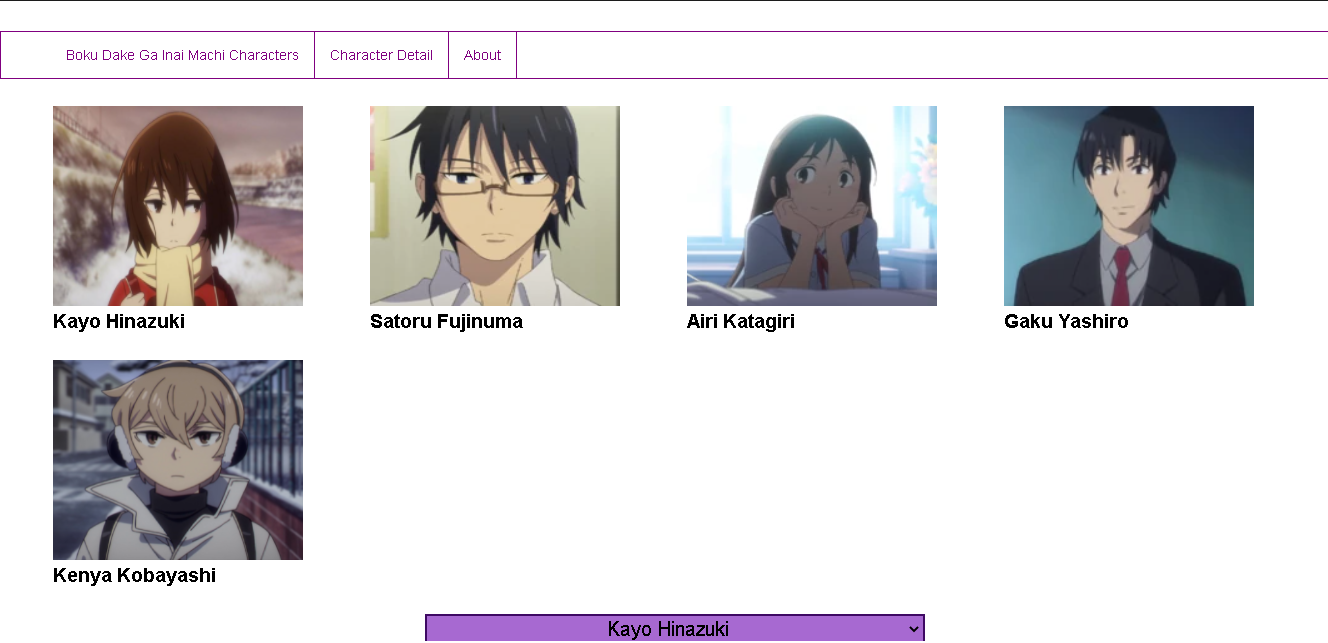 Boku Dake Ga Inai Machi Characters Character Detail About
Kayo Hinazuki Satoru Fujinuma Airi Katagiri Gaku Yashiro
Kenya Kobayashi
Kayo Hinazuki